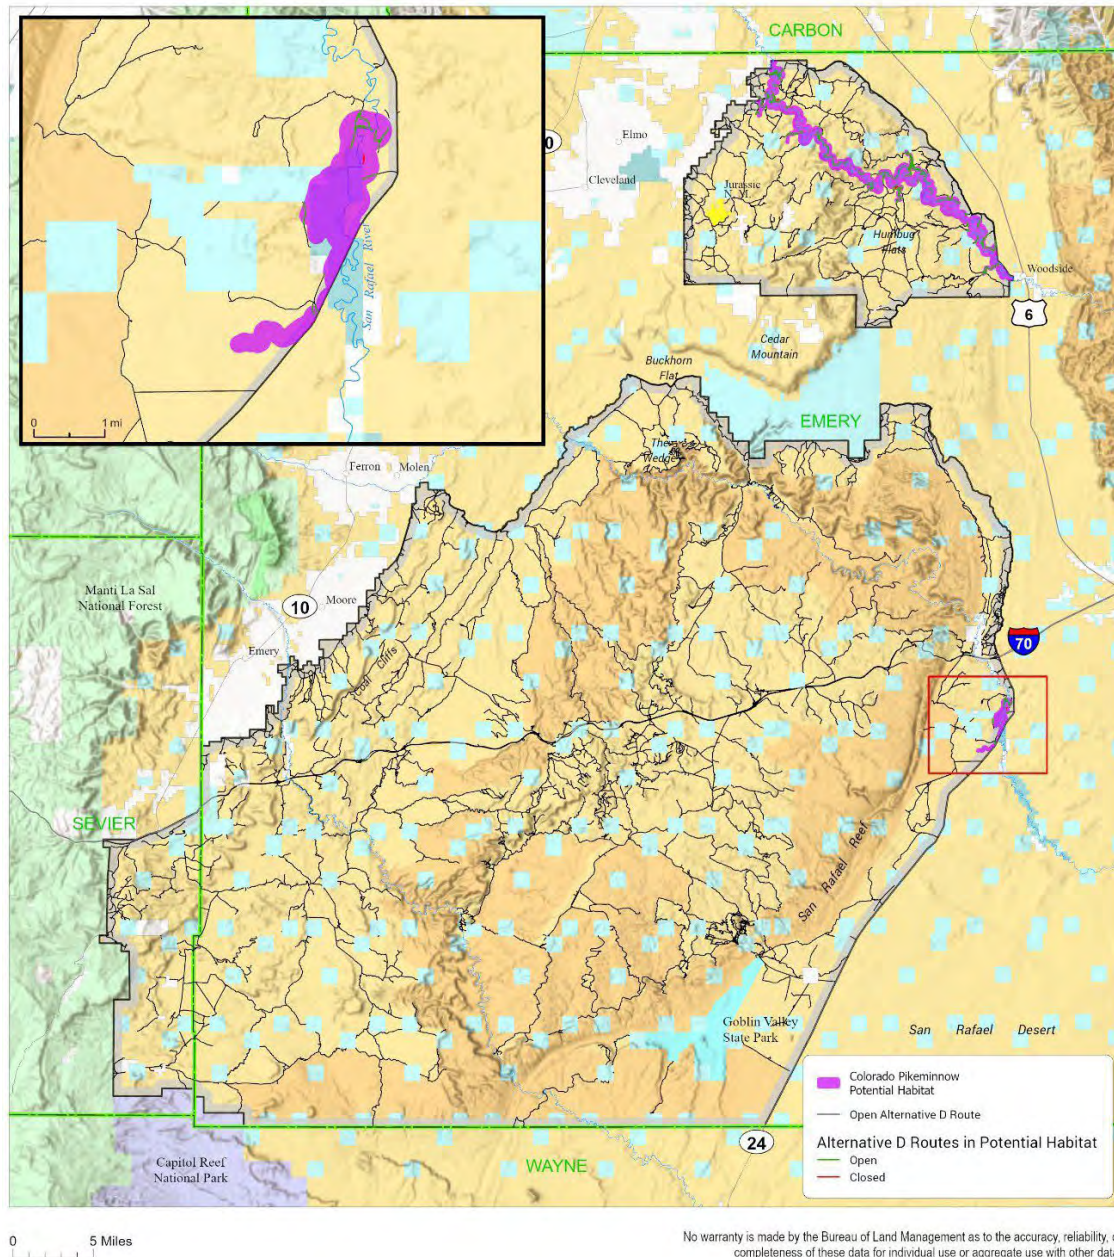 CARBON
Elmo
Cleveland
0
Jurassic
N. M.
Humbug
Flats
Woodside
6
Cedar
Mountain
Buckhorn
Flat
EMERY
The
Wedge
San Rafael River
0 1 mi
Ferron
Molen
Manti La Sal
National Forest
10
Moore
Emery
Coal Cliffs
70
SEVIER
San Rafael Reef
Goblin Valley
State Park
San Rafael Desert
24
WAYNE
Capitol Reef
National Park
Colorado Pikeminnow
Potential Habitat
Open Alternative D Route
Alternative D Routes in Potential Habitat
Open
Closed
0 5 Miles
No warranty is made by the Bureau of Land Management as to the accuracy, reliability,
completeness of these data for individual use or aggregate use with other